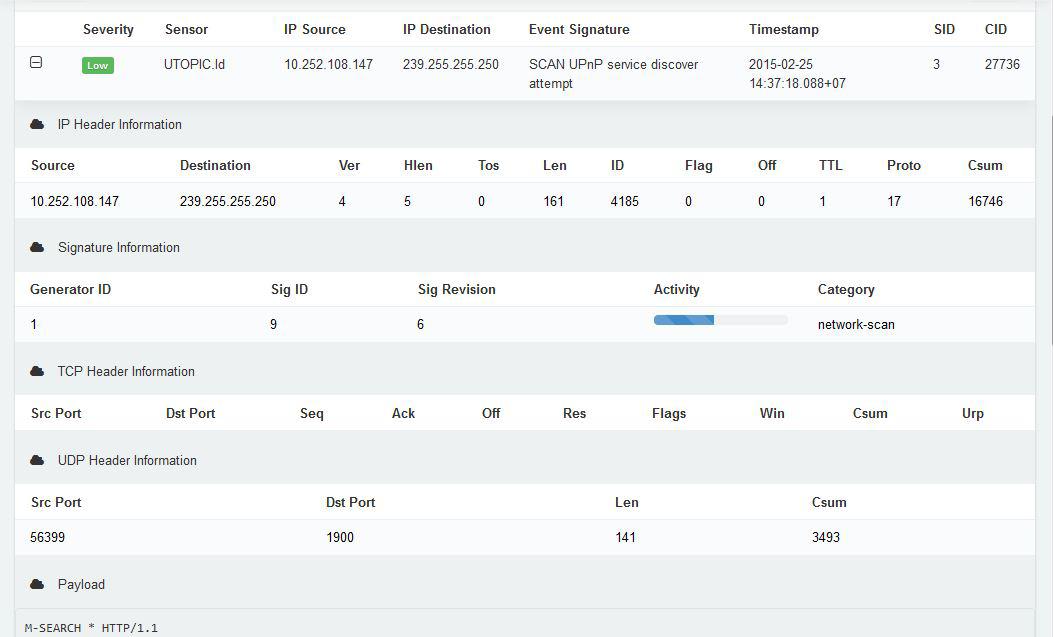 Severity Sensor IP Source IP Destination Event Signature Timestamp SID CID
Low UTOPIC.Id 10.252.108.147 239.255.255.250 SCAN UPnP service discover 2015-02-25 3 27736
attempt 14:37:18.088+07
IP Header Information
Source Destination Ver Hlen Tos Len ID Flag Off TTL Proto Csum
10.252.108.147 239.255.255.250 4 5 0 161 4185 0 0 1 17 16746
Signature Information
Generator ID Sig ID Sig Revision Activity Category
1 9 6 network-scan
TCP Header Information
Src Port Dst Port Seq Ack Off Res Flags Win Csum Urp
UDP Header Information
Src Port Dst Port Len Csum
56399 1900 141 3493
Payload
M-SEARCH * HTTP/1.1